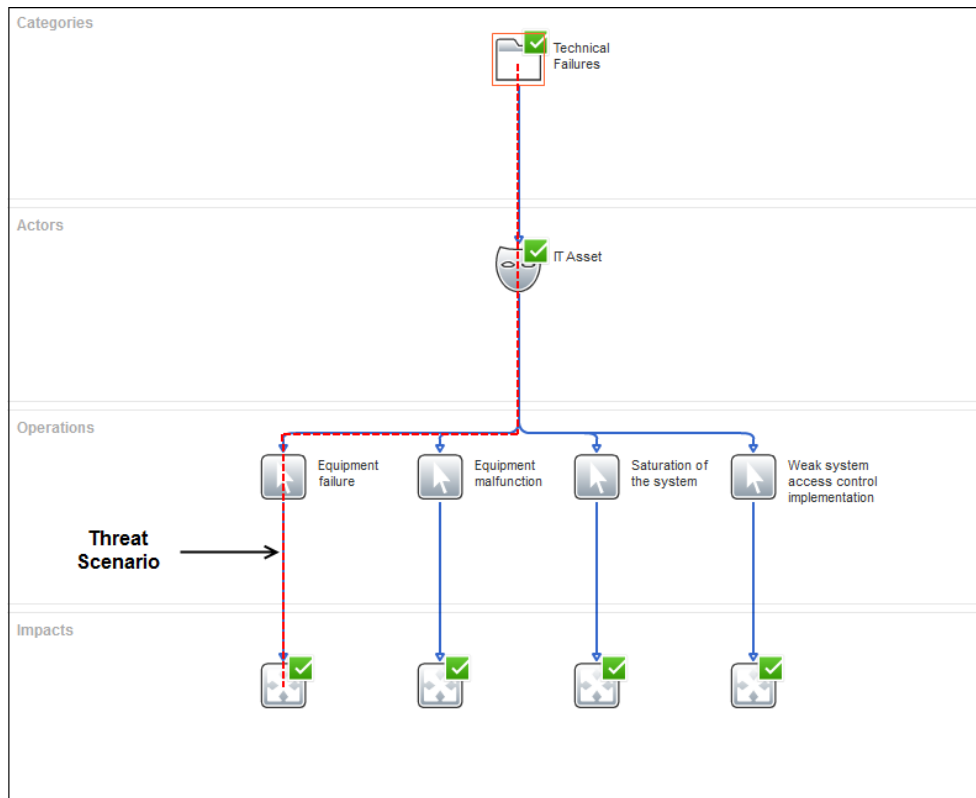 Categories
Technical
Failures
Actors
IT Asset
Operations
Equipment
failure
Equipment
malfunction
Saturation of
the system
Weak system
access control
implementation
Threat
Scenario
Impacts